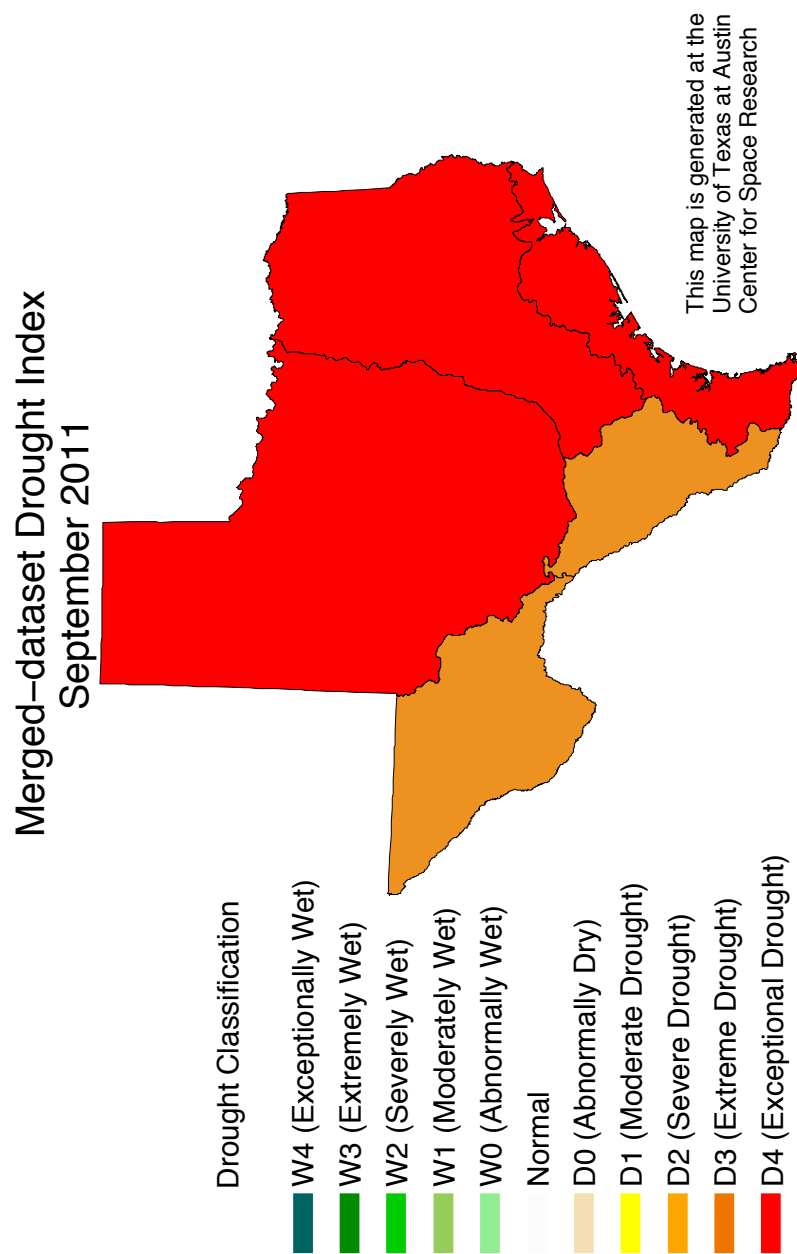 Merged−dataset Drought Index
September 2011
Drought Classification
W4 (Exceptionally Wet)
W3 (Extremely Wet)
W2 (Severely Wet)
W1 (Moderately Wet)
W0 (Abnormally Wet)
Normal
D0 (Abnormally Dry)
D1 (Moderate Drought)
D2 (Severe Drought)
D3 (Extreme Drought)
D4 (Exceptional Drought)
This map is generated at the
University of Texas at Austin
Center for Space Research